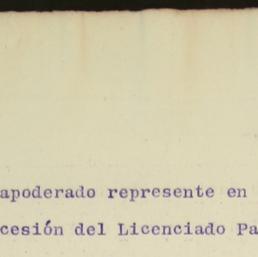 apoderado represente en
cesión del Licenciado Pa